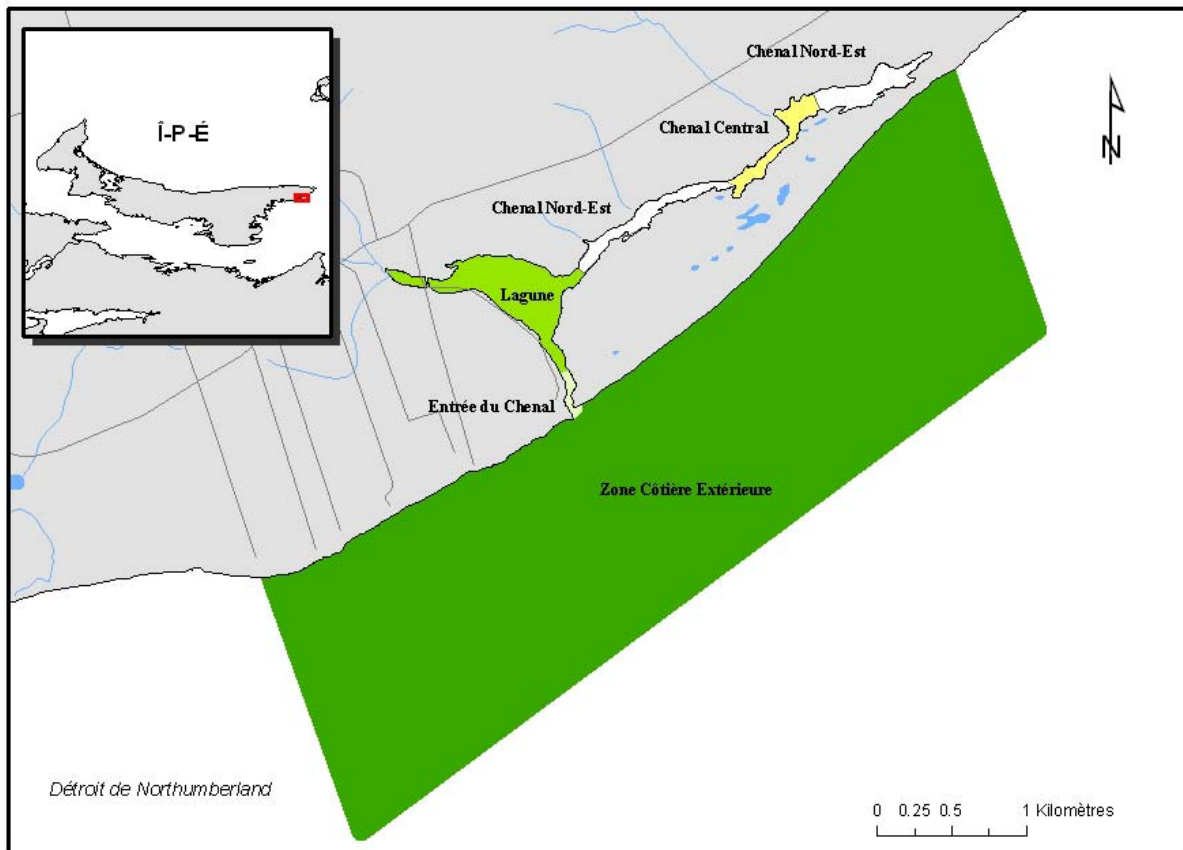 Î-P-É
Chenal Nord-Est
Chenal Central
N
Chenal Nord-Est
Lagune
Entrée du Chenal
Zone Côtière Extérieure
Détroit de Northumberland
0 0.25 0.5 1 Kilomètres